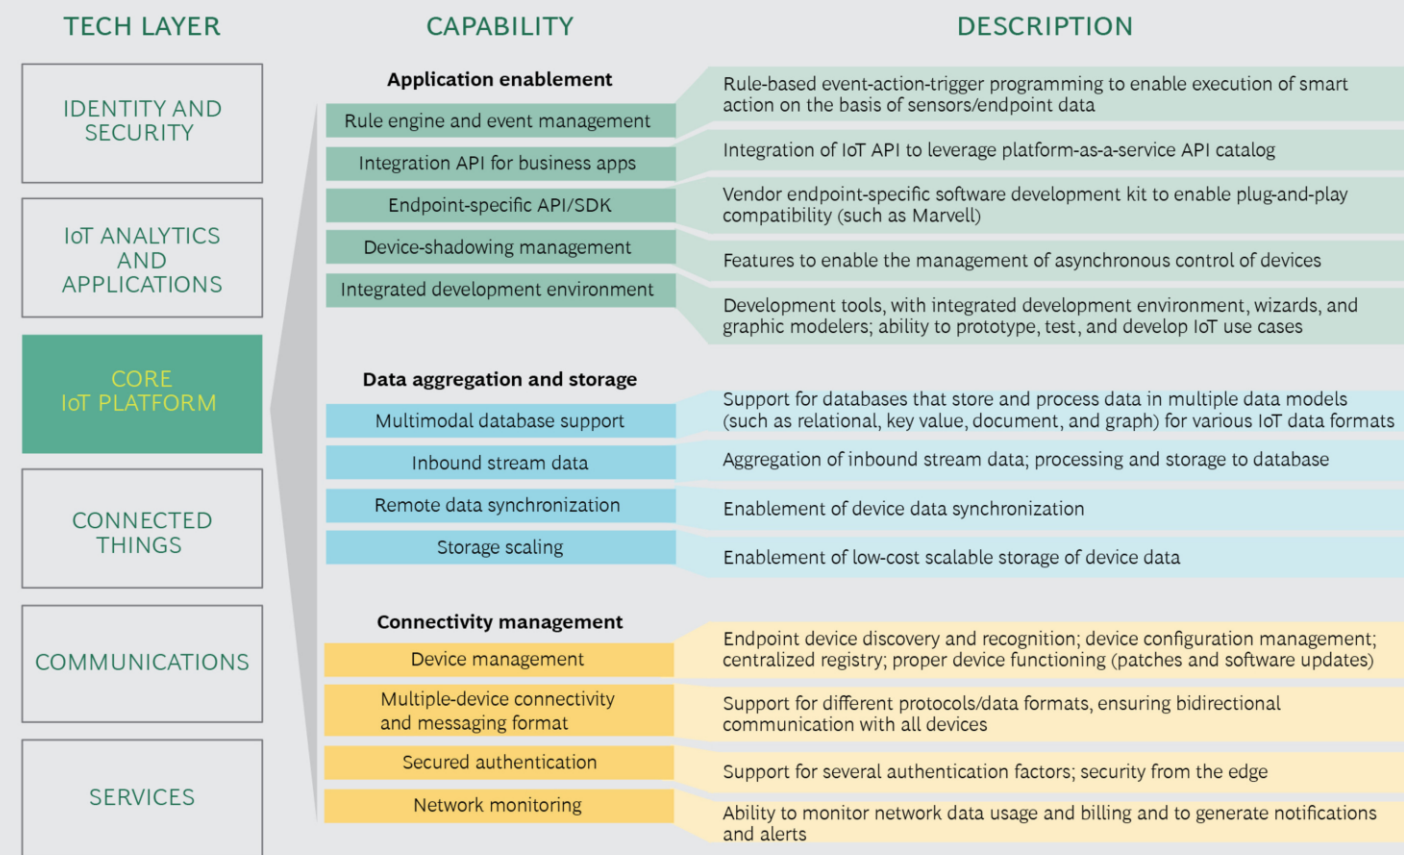 TECH LAYER
CAPABILITY
DESCRIPTION
IDENTITY AND
SECURITY
IoT ANALYTICS
AND
APPLICATIONS
CORE
IoT PLATFORM
CONNECTED
THINGS
COMMUNICATIONS
SERVICES
Application enablement
Rule engine and event management
Rule-based event-action-trigger programming to enable execution of smart
action on the basis of sensors/endpoint data
Integration API for business apps
Integration of IoT API to leverage platform-as-a-service API catalog
Endpoint-specific API/SDK
Vendor endpoint-specific software development kit to enable plug-and-play
compatibility (such as Marvell)
Device-shadowing management
Features to enable the management of asynchronous control of devices
Integrated development environment
Development tools, with integrated development environment, wizards, and
graphic modelers; ability to prototype, test, and develop IoT use cases
Data aggregation and storage
Multimodal database support
Support for databases that store and process data in multiple data models
(such as relational, key value, document, and graph) for various IoT data formats
Inbound stream data
Aggregation of inbound stream data; processing and storage to database
Remote data synchronization
Enablement of device data synchronization
Storage scaling
Enablement of low-cost scalable storage of device data
Connectivity management
Device management
Endpoint device discovery and recognition; device configuration management;
centralized registry; proper device functioning (patches and software updates)
Multiple-device connectivity
and messaging format
Support for different protocols/data formats, ensuring bidirectional
communication with all devices
Secured authentication
Support for several authentication factors; security from the edge
Network monitoring
Ability to monitor network data usage and billing and to generate notifications
and alerts